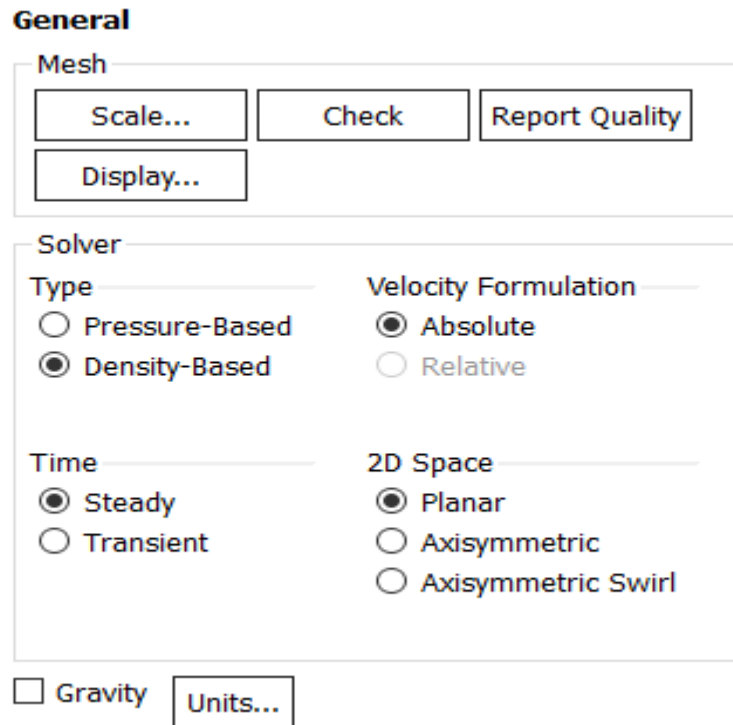 General
Mesh
Scale... Check Report Quality
Display...
Solver
Type Velocity Formulation
Pressure-Based Absolute
Density-Based Relative
Time 2D Space
Steady Planar
Transient Axisymmetric
Axisymmetric Swirl
Gravity Units...